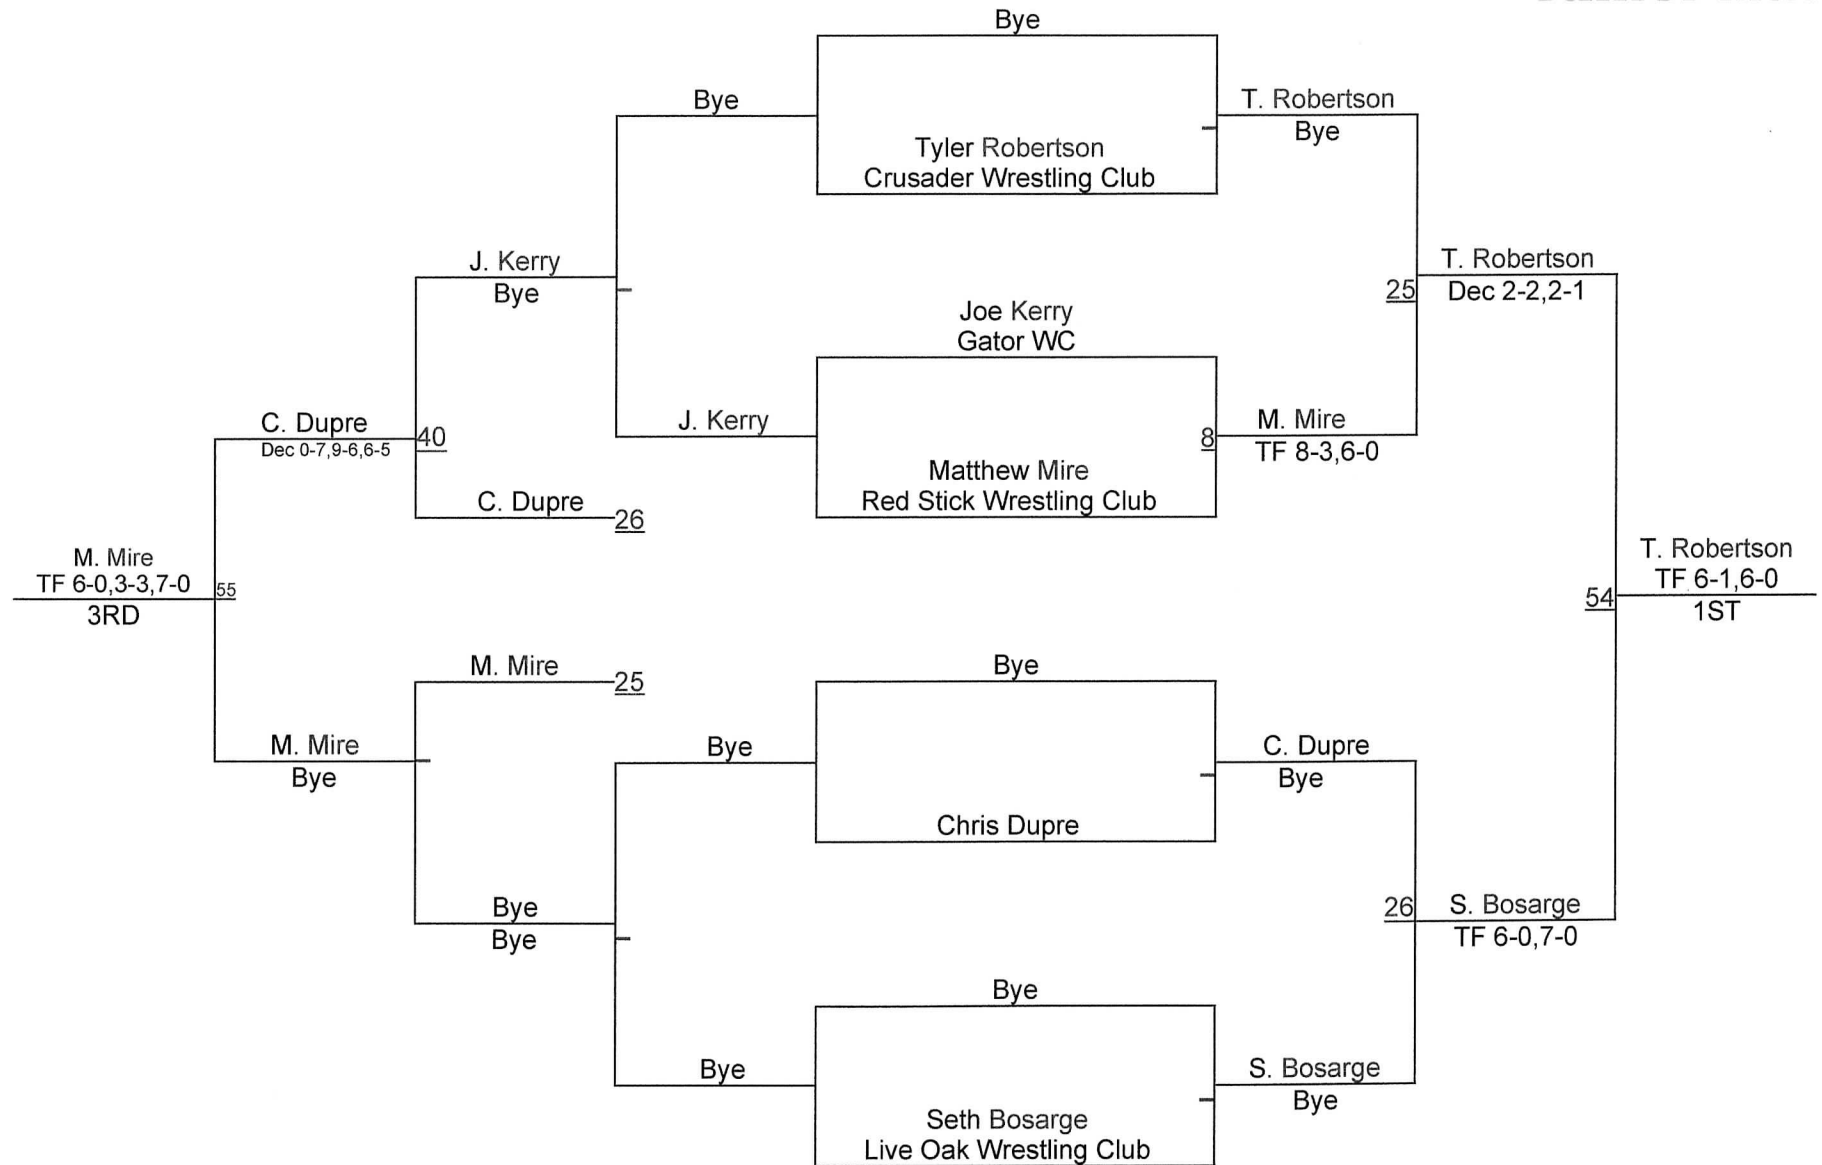 Bye
Bye
T. Robertson
Bye
Tyler Robertson
Crusader Wrestling Club
J. Kerry
Bye
T. Robertson
25
Dec 2-2,2-1
Joe Kerry
Gator WC
C. Dupre
40
Dec 0-7,9-6,6-5
J. Kerry
8
M. Mire
TF 8-3,6-0
Matthew Mire
Red Stick Wrestling Club
C. Dupre
26
M. Mire
TF 6-0,3-3,7-0
55
3RD
T. Robertson
TF 6-1,6-0
54
1ST
M. Mire
25
Bye
M. Mire
Bye
Bye
C. Dupre
Bye
Chris Dupre
Bye
Bye
26
S. Bosarge
TF 6-0,7-0
Bye
Bye
S. Bosarge
Bye
Seth Bosarge
Live Oak Wrestling Club